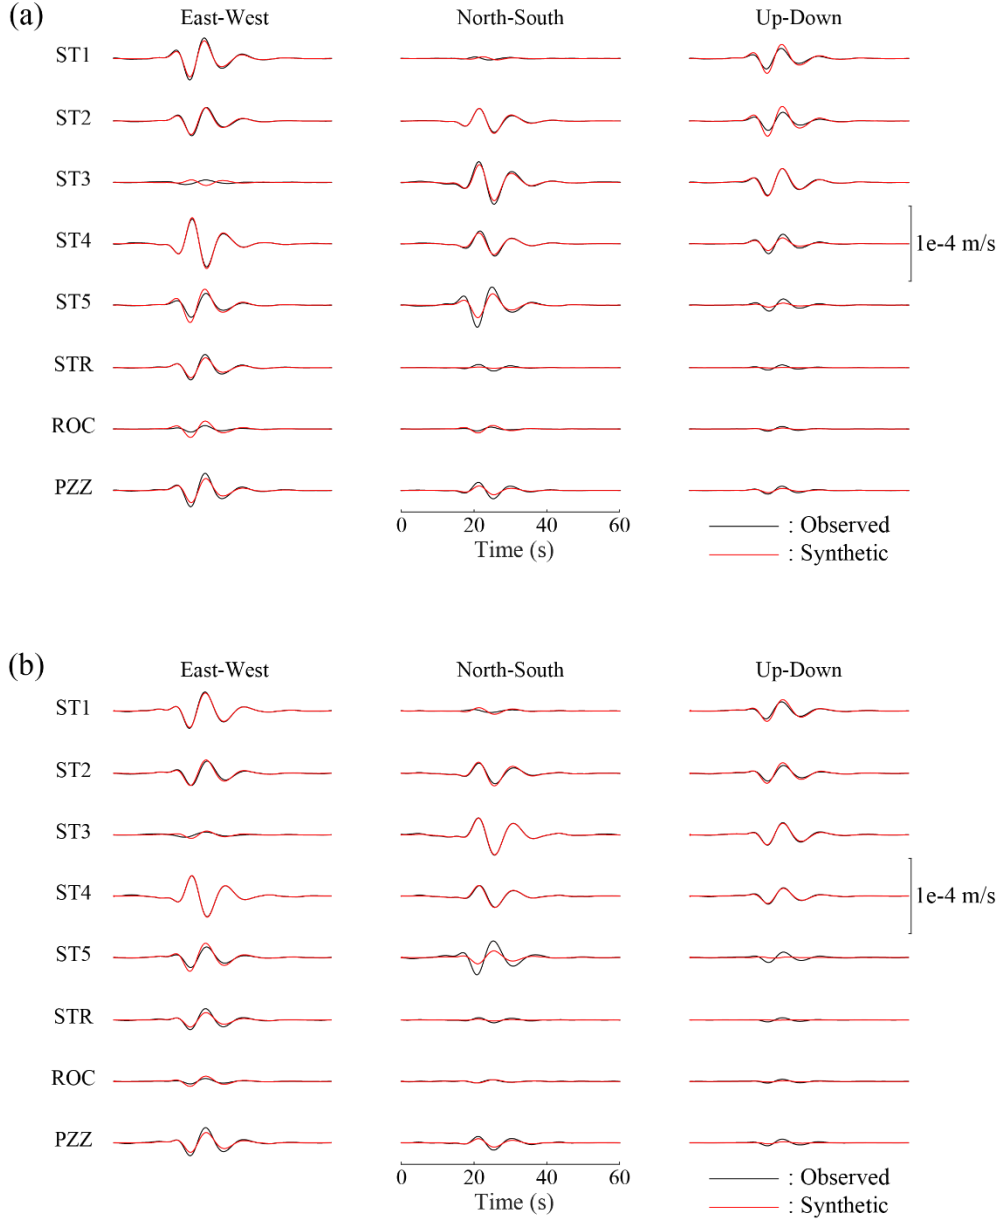 (a)
East-West North-South Up-Down
ST1
ST2
ST3
ST4 1e-4 m/s
ST5
STR
ROC
PZZ
0 20 40 60
Time (s)
: Observed
: Synthetic
(b)
East-West North-South Up-Down
ST1
ST2
ST3
ST4 1e-4 m/s
ST5
STR
ROC
PZZ
0 20 40 60
Time (s)
: Observed
: Synthetic